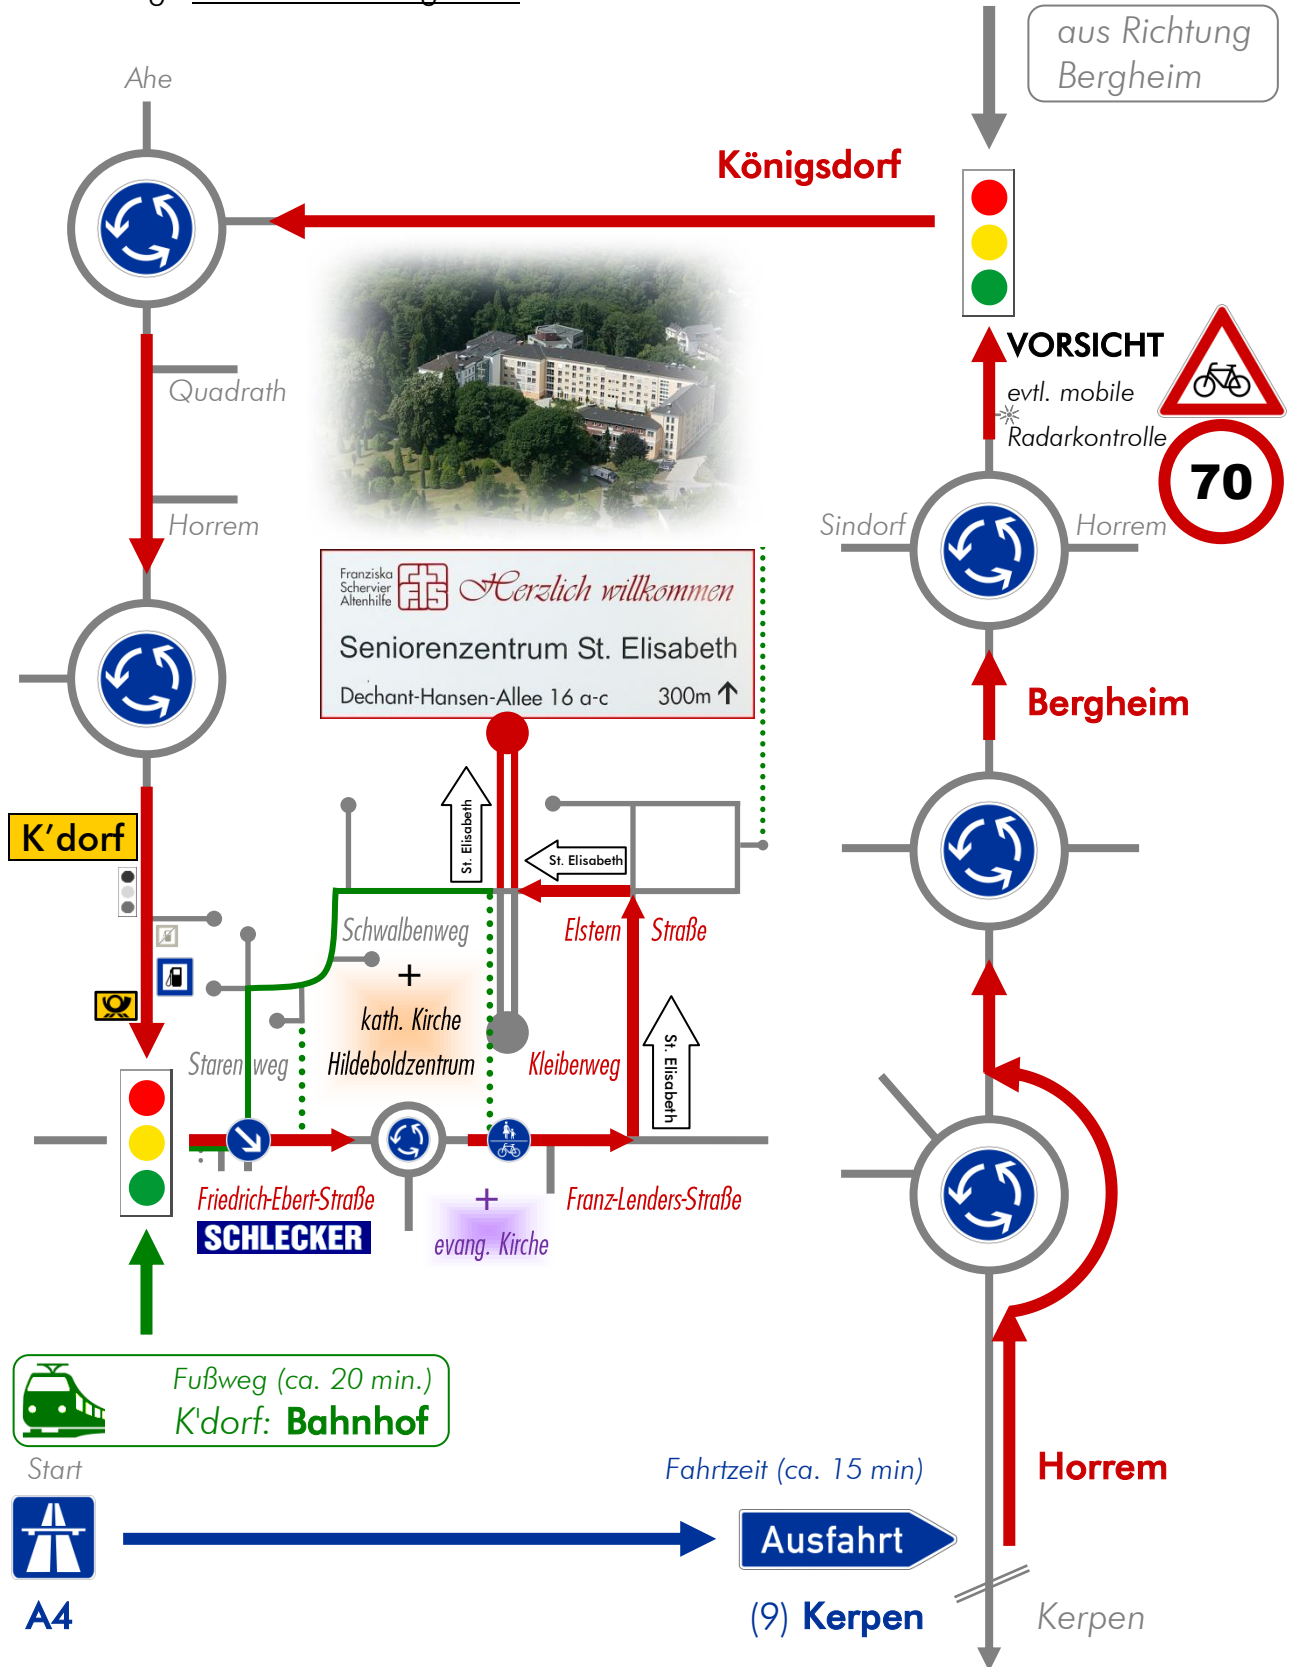 aus Richtung
Bergheim
Ahe
Königsdorf
VORSICHT
evtl. mobile
Radarkontrolle
70
Quadrath
Horrem
Sindorf
Horrem
Franziska
Schervier
Altenhilfe
Herzlich willkommen
Seniorenzentrum St. Elisabeth
Dechant-Hansen-Allee 16 a-c 300m
Bergheim
K'dorf
St. Elisabeth
St. Elisabeth
Schwalbenweg
Elstern Straße
kath. Kirche
Hildeboldzentrum
Starenweg
Kleiberweg
St. Elisabeth
Friedrich-Ebert-Straße
Franz-Lenders-Straße
SCHLECKER
evang. Kirche
Fußweg (ca. 20 min.)
K'dorf: Bahnhof
Start
Fahrtzeit (ca. 15 min)
Horrem
Ausfahrt
A4
(9) Kerpen
Kerpen